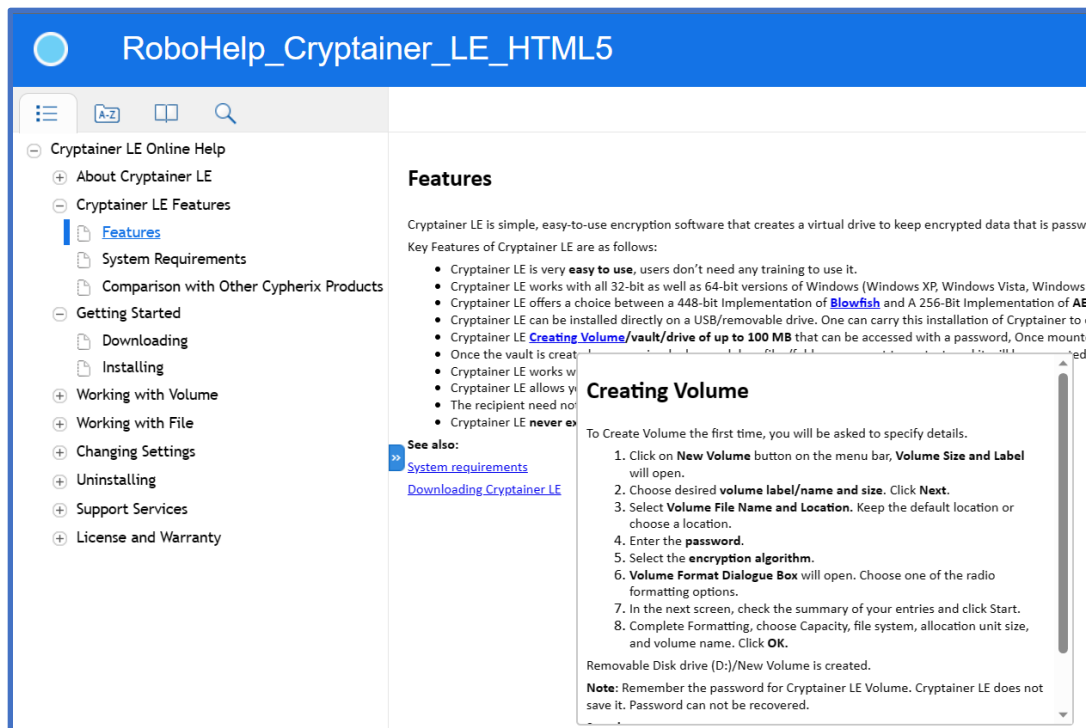 RoboHelp_Cryptainer_LE_HTML5
A-Z
Cryptainer LE Online Help
About Cryptainer LE
Cryptainer LE Features
Features
System Requirements
Comparison with Other Cypherix Products
Getting Started
Downloading
Installing
Working with Volume
Working with File
Changing Settings
Uninstalling
Support Services
License and Warranty
Features
Cryptainer LE is simple, easy-to-use encryption software that creates a virtual drive to keep encrypted data that is passw
Key Features of Cryptainer LE are as follows:
Cryptainer LE is very easy to use, users don’t need any training to use it.
Cryptainer LE works with all 32-bit as well as 64-bit versions of Windows (Windows XP, Windows Vista, Windows
Cryptainer LE offers a choice between a 448-bit Implementation of Blowfish and A 256-Bit Implementation of AE
Cryptainer LE can be installed directly on a USB/removable drive. One can carry this installation of Cryptainer to
Cryptainer LE Creating Volume/vault/drive of up to 100 MB that can be accessed with a password, Once mount
Once the vault is
Cryptainer LE works w
Cryptainer LE allows y
The recipient need no
Cryptainer LE never ex
See also:
System requirements
Downloading Cryptainer LE
Creating Volume
To Create Volume the first time, you will be asked to specify details.
1. Click on New Volume button on the menu bar, Volume Size and Label
will open.
2. Choose desired volume label/name and size. Click Next.
3. Select Volume File Name and Location. Keep the default location or
choose a location.
4. Enter the password.
5. Select the encryption algorithm.
6. Volume Format Dialogue Box will open. Choose one of the radio
formatting options.
7. In the next screen, check the summary of your entries and click Start.
8. Complete Formatting, choose Capacity, file system, allocation unit size,
and volume name. Click OK.
Removable Disk drive (D:)/New Volume is created.
Note: Remember the password for Cryptainer LE Volume. Cryptainer LE does not
save it. Password can not be recovered.